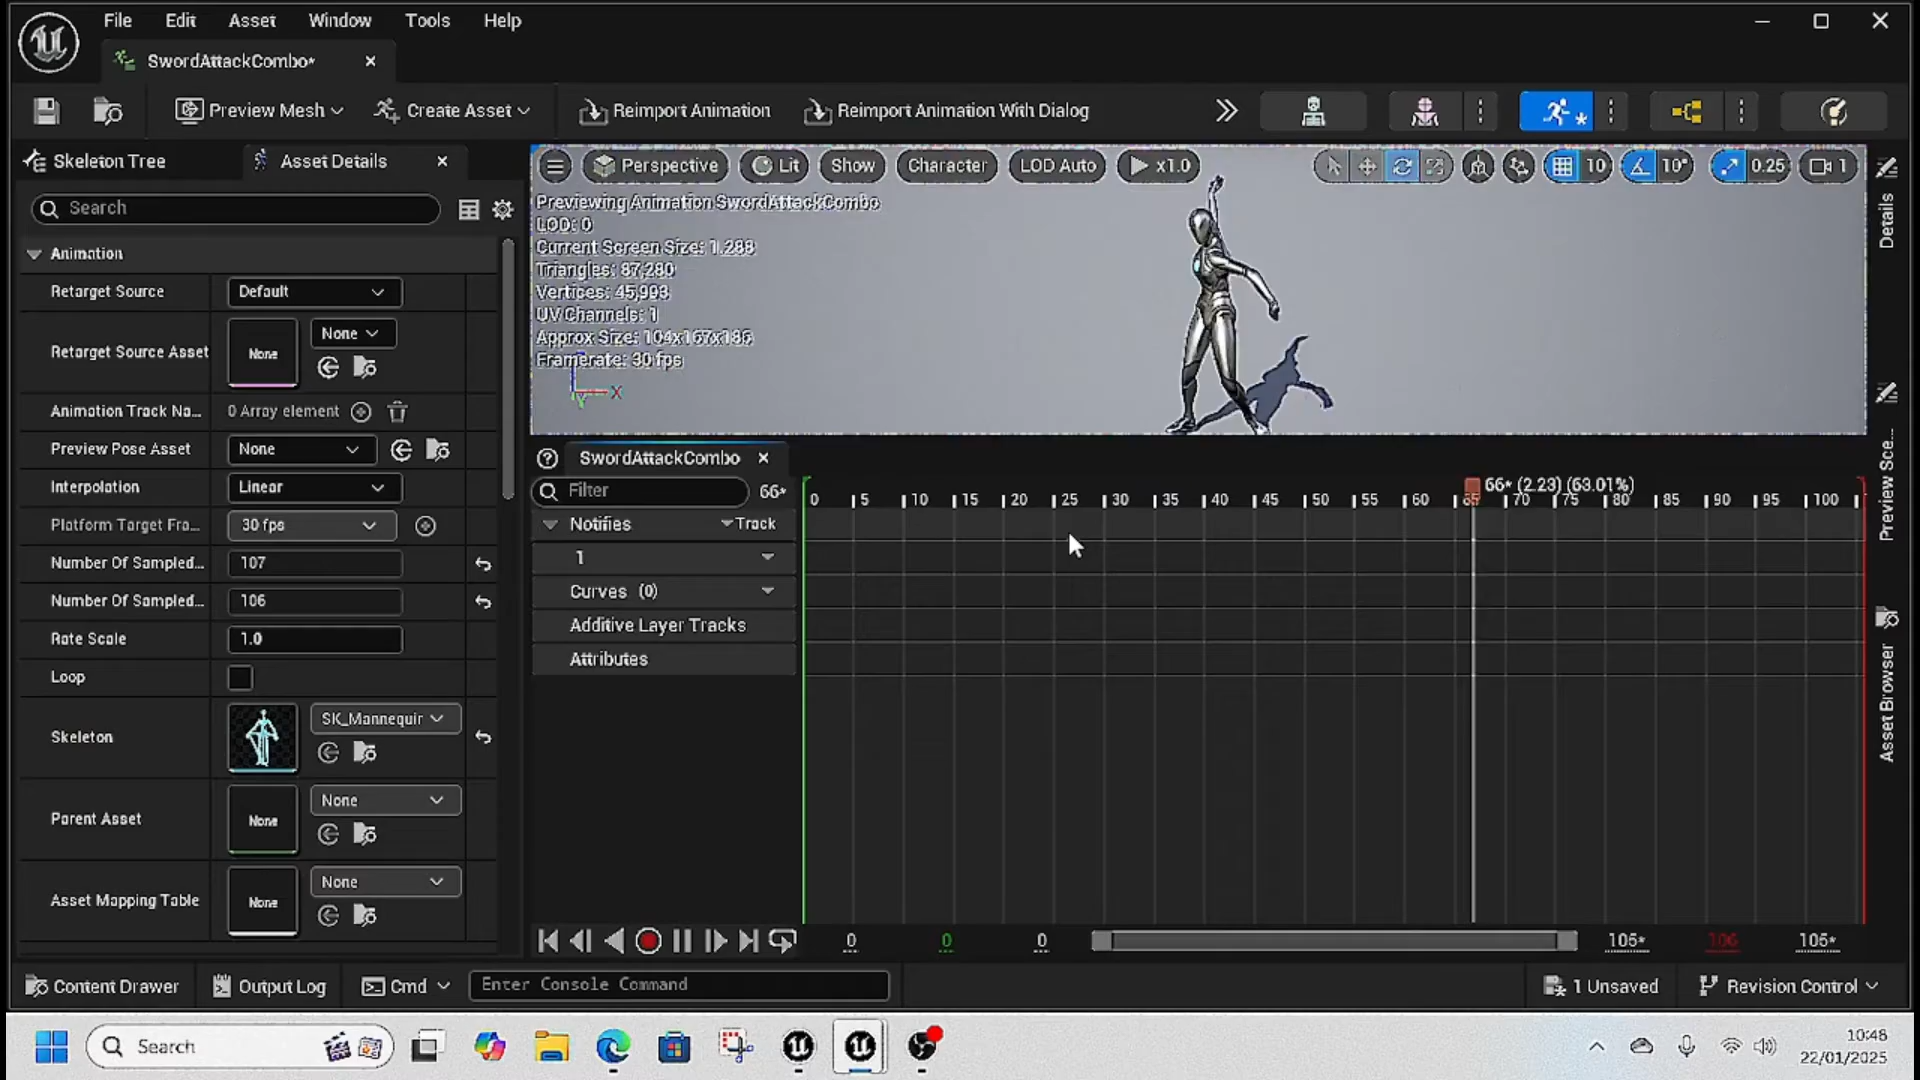 File Edit Asset Window Tools Help
SwordAttackCombo*
Preview Mesh Create Asset Reimport Animation Reimport Animation With Dialog
Skeleton Tree Asset Details
Search
Animation
Retarget Source Default
Retarget Source Asset None None
Animation Track Na... 0 Array element
Preview Pose Asset None
Interpolation Linear
Platform Target Fra... 30 fps
Number Of Sampled... 107
Number Of Sampled... 106
Rate Scale 1.0
Loop
Skeleton SK_Mannequin
Parent Asset None None
Asset Mapping Table None None
Perspective Lit Show Character LOD Auto x1.0 10 10° 0.25 1
Previewing Animation SwordAttackCombo
LOD: 0
Current Screen Size: 1.288
Triangles: 87,280
Vertices: 45,993
UV Channels: 1
Approx Size: 104x167x186
Framerate: 30 fps
X
SwordAttackCombo
Filter 66*
66* (2.23) (63.01%)
0 5 10 15 20 25 30 35 40 45 50 55 60 65 70 75 80 85 90 95 100
Notifies Track
1
Curves (0)
Additive Layer Tracks
Attributes
0 0 0 105* 106 105*
Details
Preview Sce...
Asset Browser
Content Drawer Output Log Cmd Enter Console Command 1 Unsaved Revision Control
Search
10:48
22/01/2025